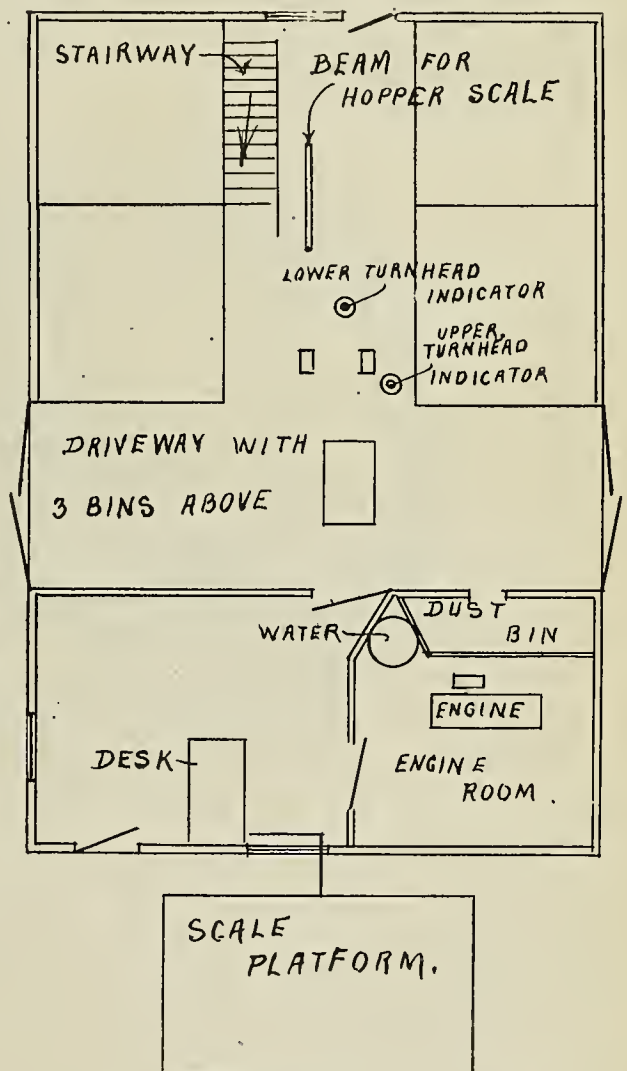 STAIRWAY
BEAM FOR
HOPPER SCALE
LOWER TURNHEAD
INDICATOR
UPPER,
TURNHEAD
INDICATOR
DRIVEWAY WITH
3 BINS ABOVE
DUST
BIN
WATER
ENGINE
DESK
ENGINE
ROOM.
SCALE
PLATFORM.